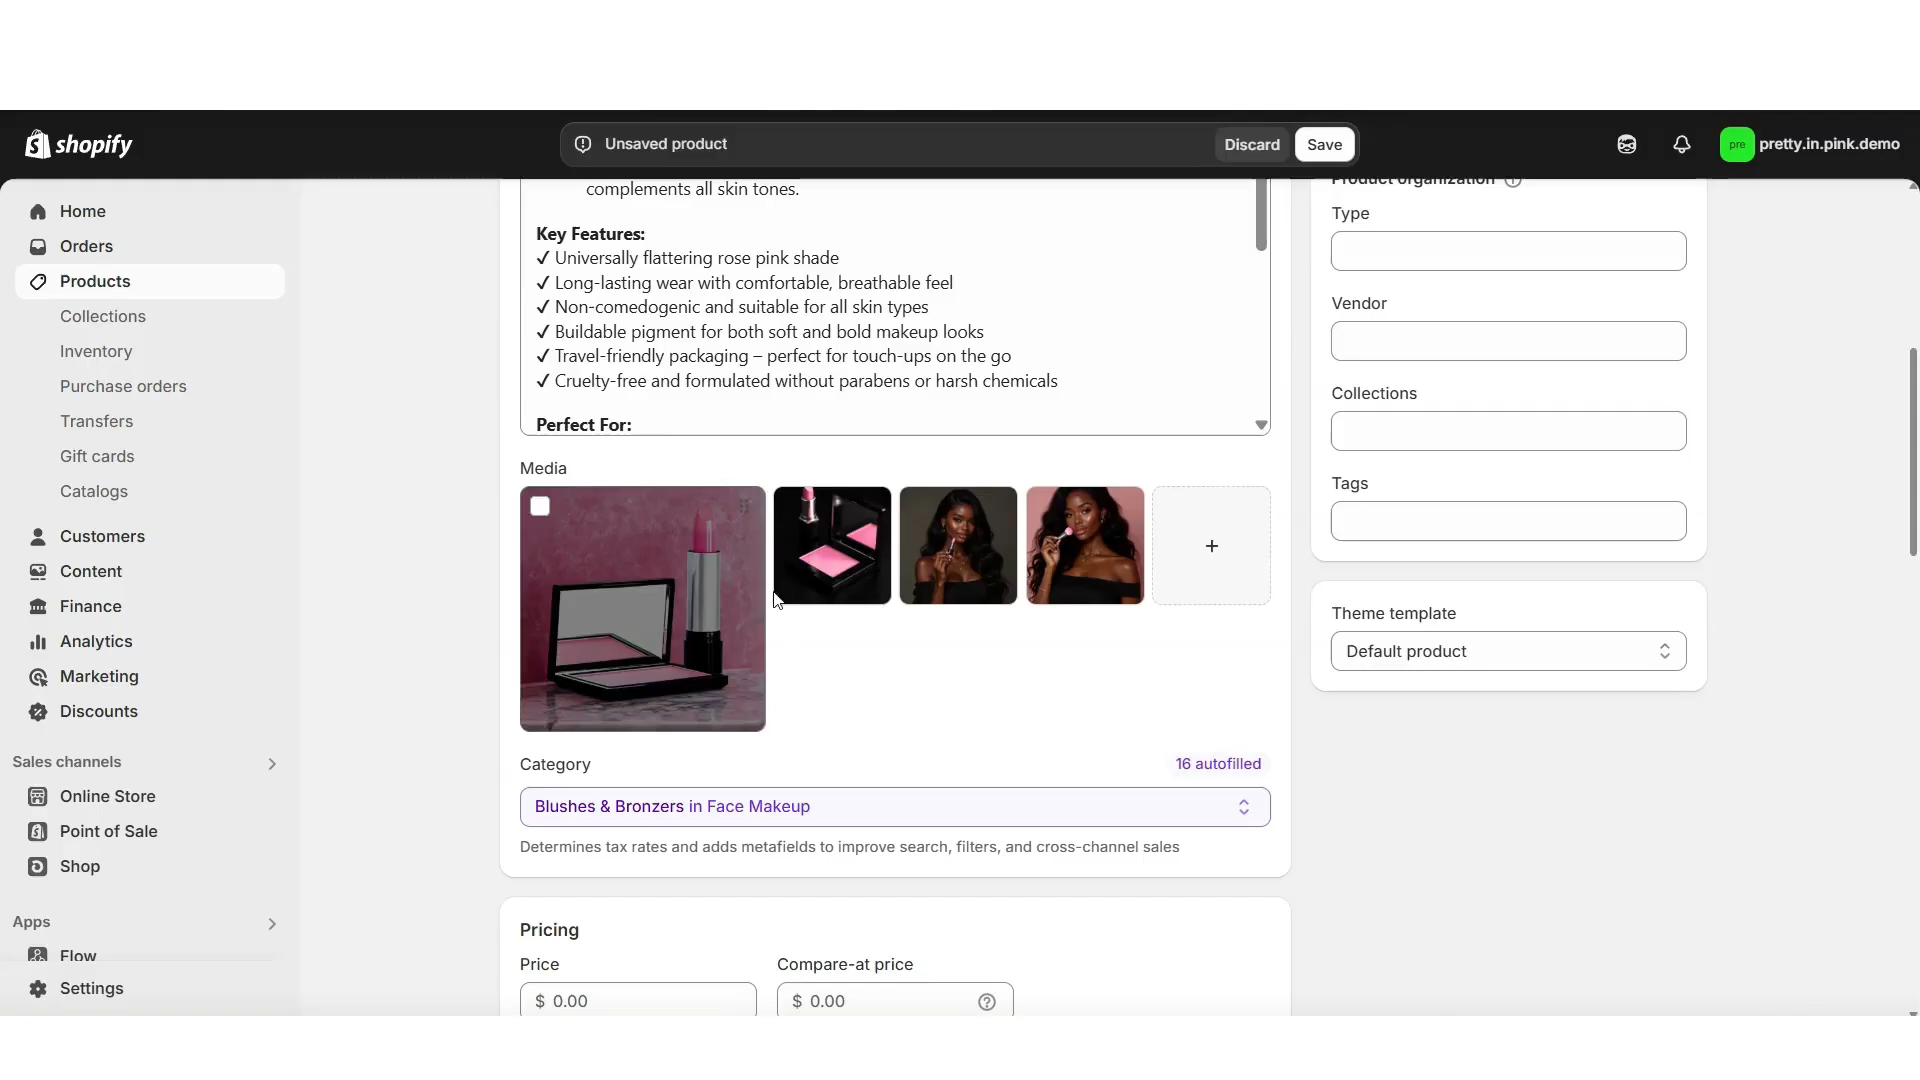 shopify
Unsaved product
Discard
Save
pre
pretty.in.pink.demo
Home
Orders
Products
Collections
Inventory
Purchase orders
Transfers
Gift cards
Catalogs
Customers
Content
Finance
Analytics
Marketing
Discounts
Sales channels
Online Store
Point of Sale
Shop
Apps
Flow
Settings
complements all skin tones.
Key Features:
✓ Universally flattering rose pink shade
✓ Long-lasting wear with comfortable, breathable feel
✓ Non-comedogenic and suitable for all skin types
✓ Buildable pigment for both soft and bold makeup looks
✓ Travel-friendly packaging – perfect for touch-ups on the go
✓ Cruelty-free and formulated without parabens or harsh chemicals
Perfect For:
Media
+
Category
16 autofilled
Blushes & Bronzers in Face Makeup
Determines tax rates and adds metafields to improve search, filters, and cross-channel sales
Pricing
Price
Compare-at price
$ 0.00
$ 0.00
Product organization
Type
Vendor
Collections
Tags
Theme template
Default product